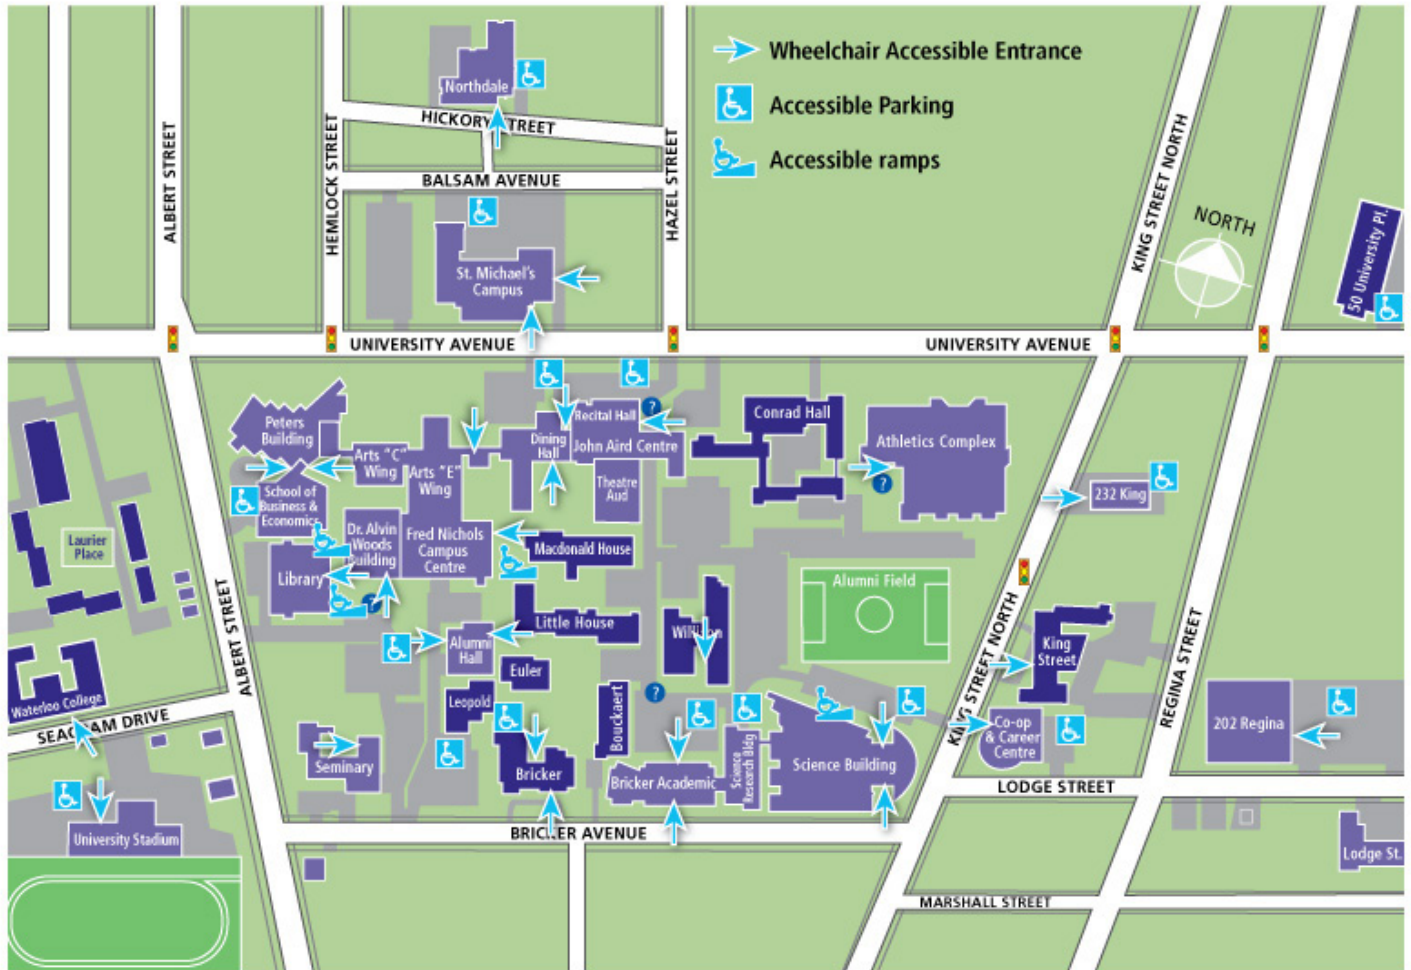 Wheelchair Accessible Entrance
Accessible Parking
Accessible ramps
NORTH
Northdale
HICKORY STREET
BALSAM AVENUE
ALBERT STREET
HEMLOCK STREET
HAZEL STREET
KING STREET NORTH
50 University Pl.
St. Michael's
Campus
UNIVERSITY AVENUE
UNIVERSITY AVENUE
Peters
Building
Arts "C"
Wing
Arts "E"
Wing
Dining
Hall
Recital Hall
?
John Aird Centre
Theatre
Aud
Conrad Hall
Athletics Complex
?
232 King
School of
Business &
Economics
Dr. Alvin
Woods
Building
Fred Nichols
Campus
Centre
Macdonald House
Laurier
Place
Library
?
Alumni Field
Little House
Willison
Alumni
Hall
Euler
Leopold
Bouckaert
?
King
Street
KING STREET NORTH
ALBERT STREET
REGINA STREET
Waterloo College
SEAGRAM DRIVE
Seminary
Bricker
Bricker Academic
Science
Research Bldg
Science Building
Co-op
& Career
Centre
202 Regina
LODGE STREET
University Stadium
BRICKER AVENUE
Lodge St.
MARSHALL STREET